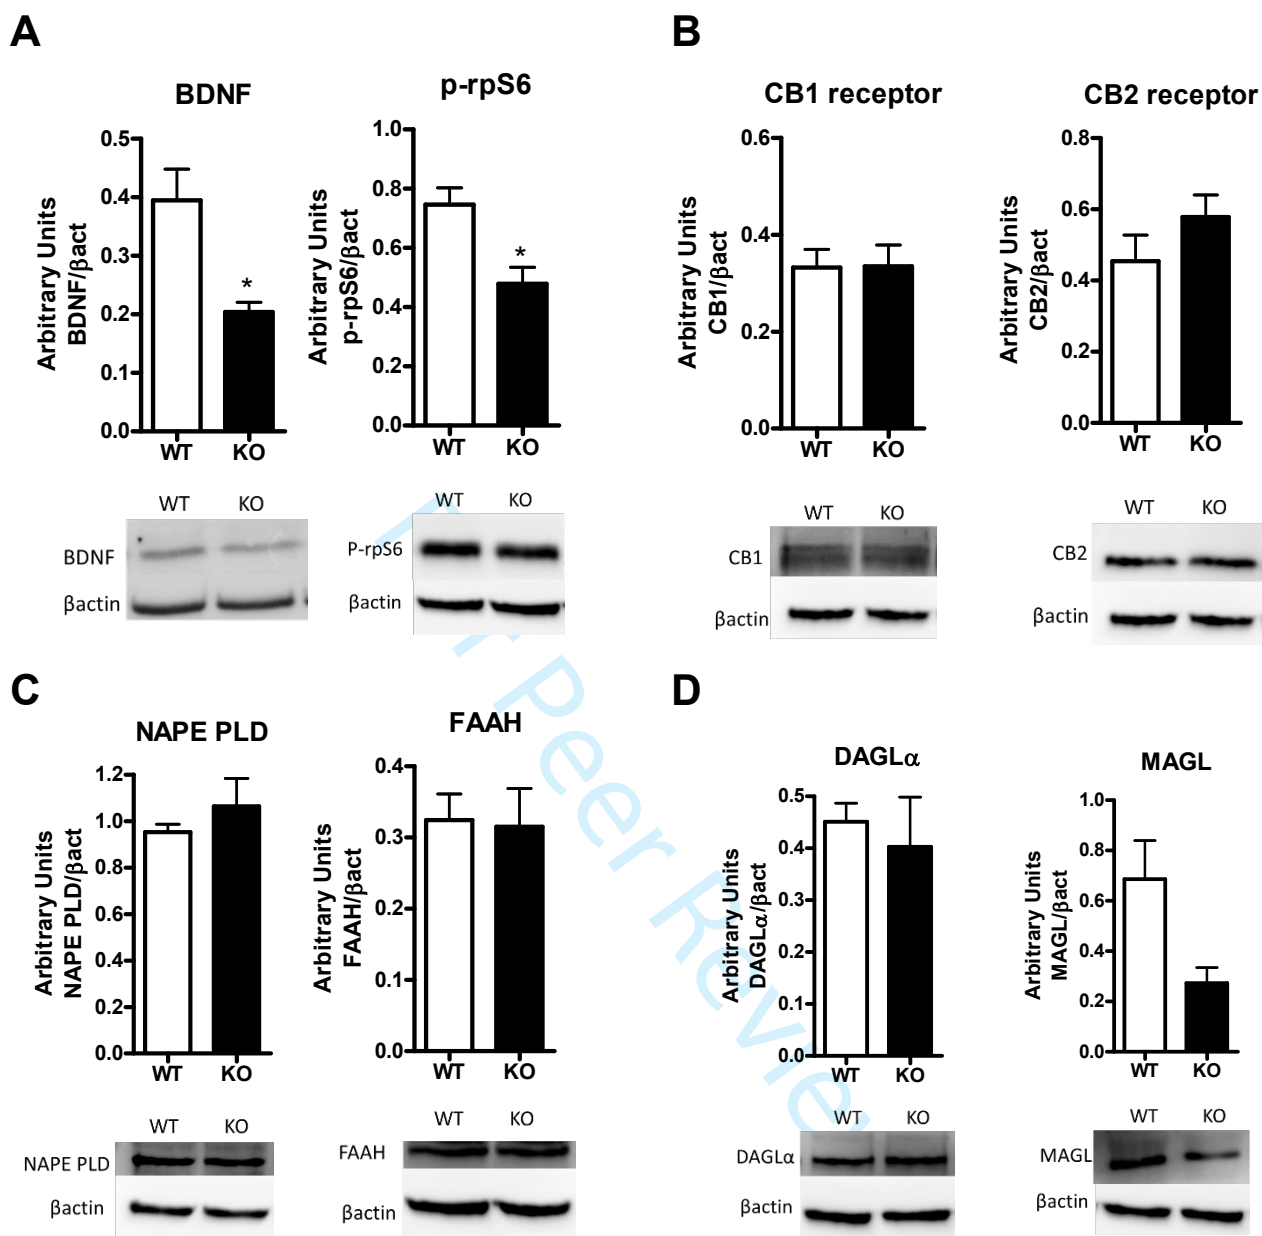 A
BDNF
Arbitrary Units
BDNF/βact
0.5
0.4
0.3
0.2
0.1
0.0
*
WT KO
WT KO
BDNF
βactin
p-rpS6
Arbitrary Units
p-rpS6/βact
1.0
0.8
0.6
0.4
0.2
0.0
*
WT KO
WT KO
P-rpS6
βactin
B
CB1 receptor
Arbitrary Units
CB1/βact
0.6
0.4
0.2
0.0
WT KO
WT KO
CB1
βactin
CB2 receptor
Arbitrary Units
CB2/βact
0.8
0.6
0.4
0.2
0.0
WT KO
WT KO
CB2
βactin
C
NAPE PLD
Arbitrary Units
NAPE PLD/βact
1.2
1.0
0.8
0.6
0.4
0.2
0.0
WT KO
WT KO
NAPE PLD
βactin
FAAH
Arbitrary Units
FAAH/βact
0.4
0.3
0.2
0.1
0.0
WT KO
WT KO
FAAH
βactin
D
DAGLα
Arbitrary Units
DAGLα/βact
0.5
0.4
0.3
0.2
0.1
0.0
WT KO
WT KO
DAGLα
βactin
MAGL
Arbitrary Units
MAGL/βact
1.0
0.8
0.6
0.4
0.2
0.0
WT KO
WT KO
MAGL
βactin
Peer